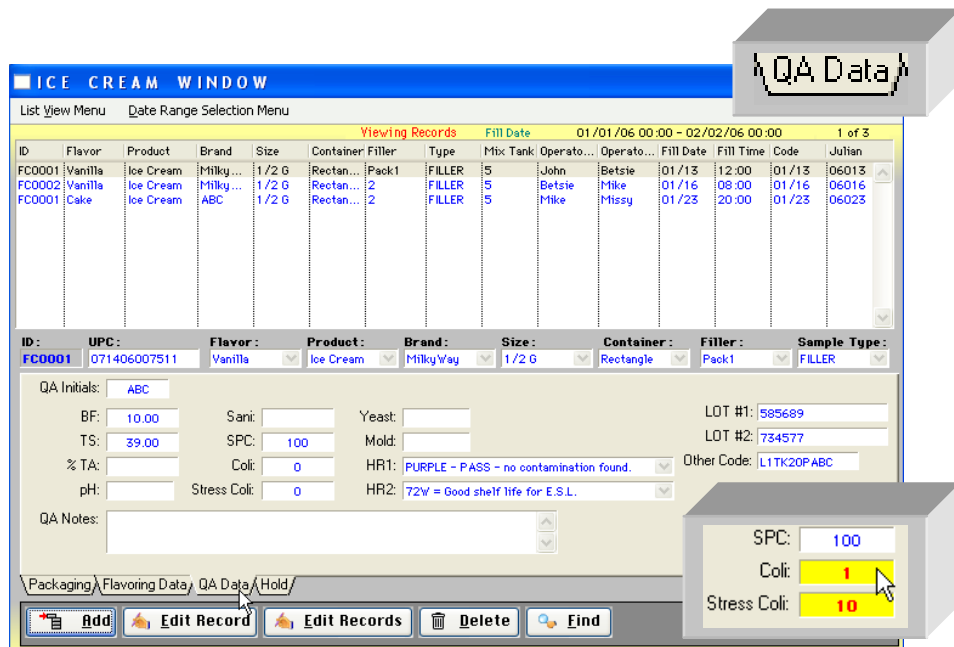 QA Data
ICE CREAM WINDOW
List View Menu Date Range Selection Menu
Viewing Records Fill Date 01/01/06 00:00 - 02/02/06 00:00 1 of 3
ID Flavor Product Brand Size Container Filler Type Mix Tank Operato... Operato... Fill Date Fill Time Code Julian
FC0001 Vanilla Ice Cream Milky... 1/2 G Rectan... Pack1 FILLER 5 John Betsie 01/13 12:00 01/13 06013
FC0002 Vanilla Ice Cream Milky... 1/2 G Rectan... 2 FILLER 5 Betsie Mike 01/16 08:00 01/16 06016
FC0001 Cake Ice Cream ABC 1/2 G Rectan... 2 FILLER 5 Mike Missy 01/23 20:00 01/23 06023
ID: UPC: Flavor: Product: Brand: Size: Container: Filler: Sample Type:
FC0001 071406007511 Vanilla Ice Cream MilkyWay 1/2 G Rectangle Pack1 FILLER
QA Initials: ABC
BF: 10.00 Sani: Yeast: LOT #1: 585689
TS: 39.00 SPC: 100 Mold: LOT #2: 734577
% TA: Coli: 0 HR1: PURPLE - PASS - no contamination found. Other Code: L1TK20PABC
pH: Stress Coli: 0 HR2: 72W = Good shelf life for E.S.L.
QA Notes:
SPC: 100
Coli: 1
Stress Coli: 10
Packaging Flavoring Data QA Data Hold
Add Edit Record Edit Records Delete Find